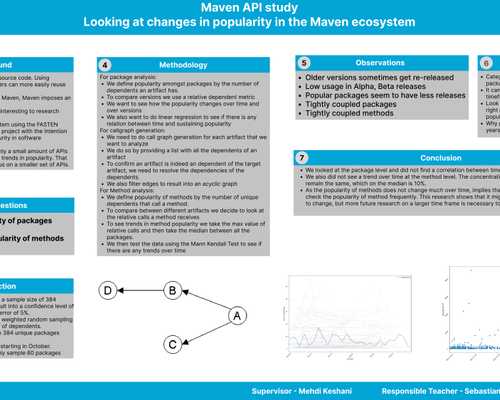 Maven API study
Looking at changes in popularity in the Maven ecosystem
und
source code. Using
ers can more easily reuse
Maven, Maven imposes an
interesting to research
tem using the FASTEN
project with the intention
ularity in software
ly a small amount of APIs
trends in popularity. That
us on a smaller set of APIs.
estions
ty of packages
ularity of methods
ction
a sample size of 384
sult into a confidence level of
error of 5%.
weighted random sampling
of dependents.
384 unique packages
starting in October.
ly sample 80 packages
4 Methodology
For package analysis:
• We define popularity amongst packages by the number of
dependents an artifact has.
• To compare versions we use a relative dependent metric.
• We want to see how the popularity changes over time and
over versions
• We also want to do linear regression to see if there is any
relation between time and sustaining popularity
For callgraph generation:
• We need to do call graph generation for each artifact that we
want to analyze
• We do so by providing a list with all the dependents of an
artifact
• To confirm an artifact is indeed an dependent of the target
artifact, we need to resolve the dependencies of the
dependents
• We also filter edges to result into an acyclic graph
For Method analysis:
• We define popularity of methods by the number of unique
dependents that call a method
• To compare between different artifacts we decide to look at
the relative calls a method receives
• To see trends in method popularity we take the max value of
relative calls and then take the median between all the
packages.
• We then test the data using the Mann Kendall Test to see if
there are any trends over time
D
B
A
C
5 Observations
• Older versions sometimes get re-released
• Low usage in Alpha, Beta releases
• Popular packages seem to have less releases
• Tightly coupled packages
• Tightly coupled methods
6
• Categ
packa
• It can
timef
• Look
right
popul
• Why
years
7 Conclusion
• We looked at the package level and did not find a correlation between time
• We also did not see a trend over time at the method level. The concentrati
remain the same, which on the median is 10%.
• As the popularity of methods does not change much over time, implies tha
check the popularity of method frequently. This research shows that it migh
to change, but more future research on a larger time frame is necessary to
Supervisor - Mehdi Keshani
Responsible Teacher - Sebastian